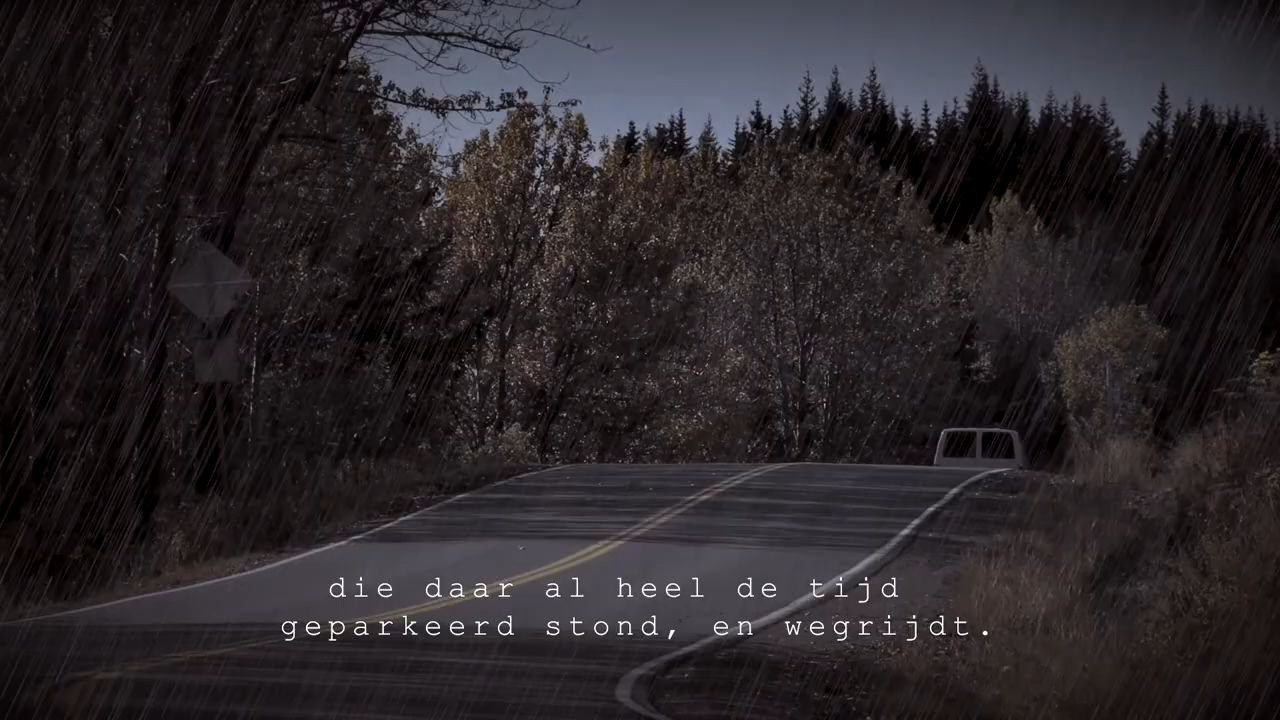 die daar al heel de tijd
geparkeerd stond, en wegrijdt.